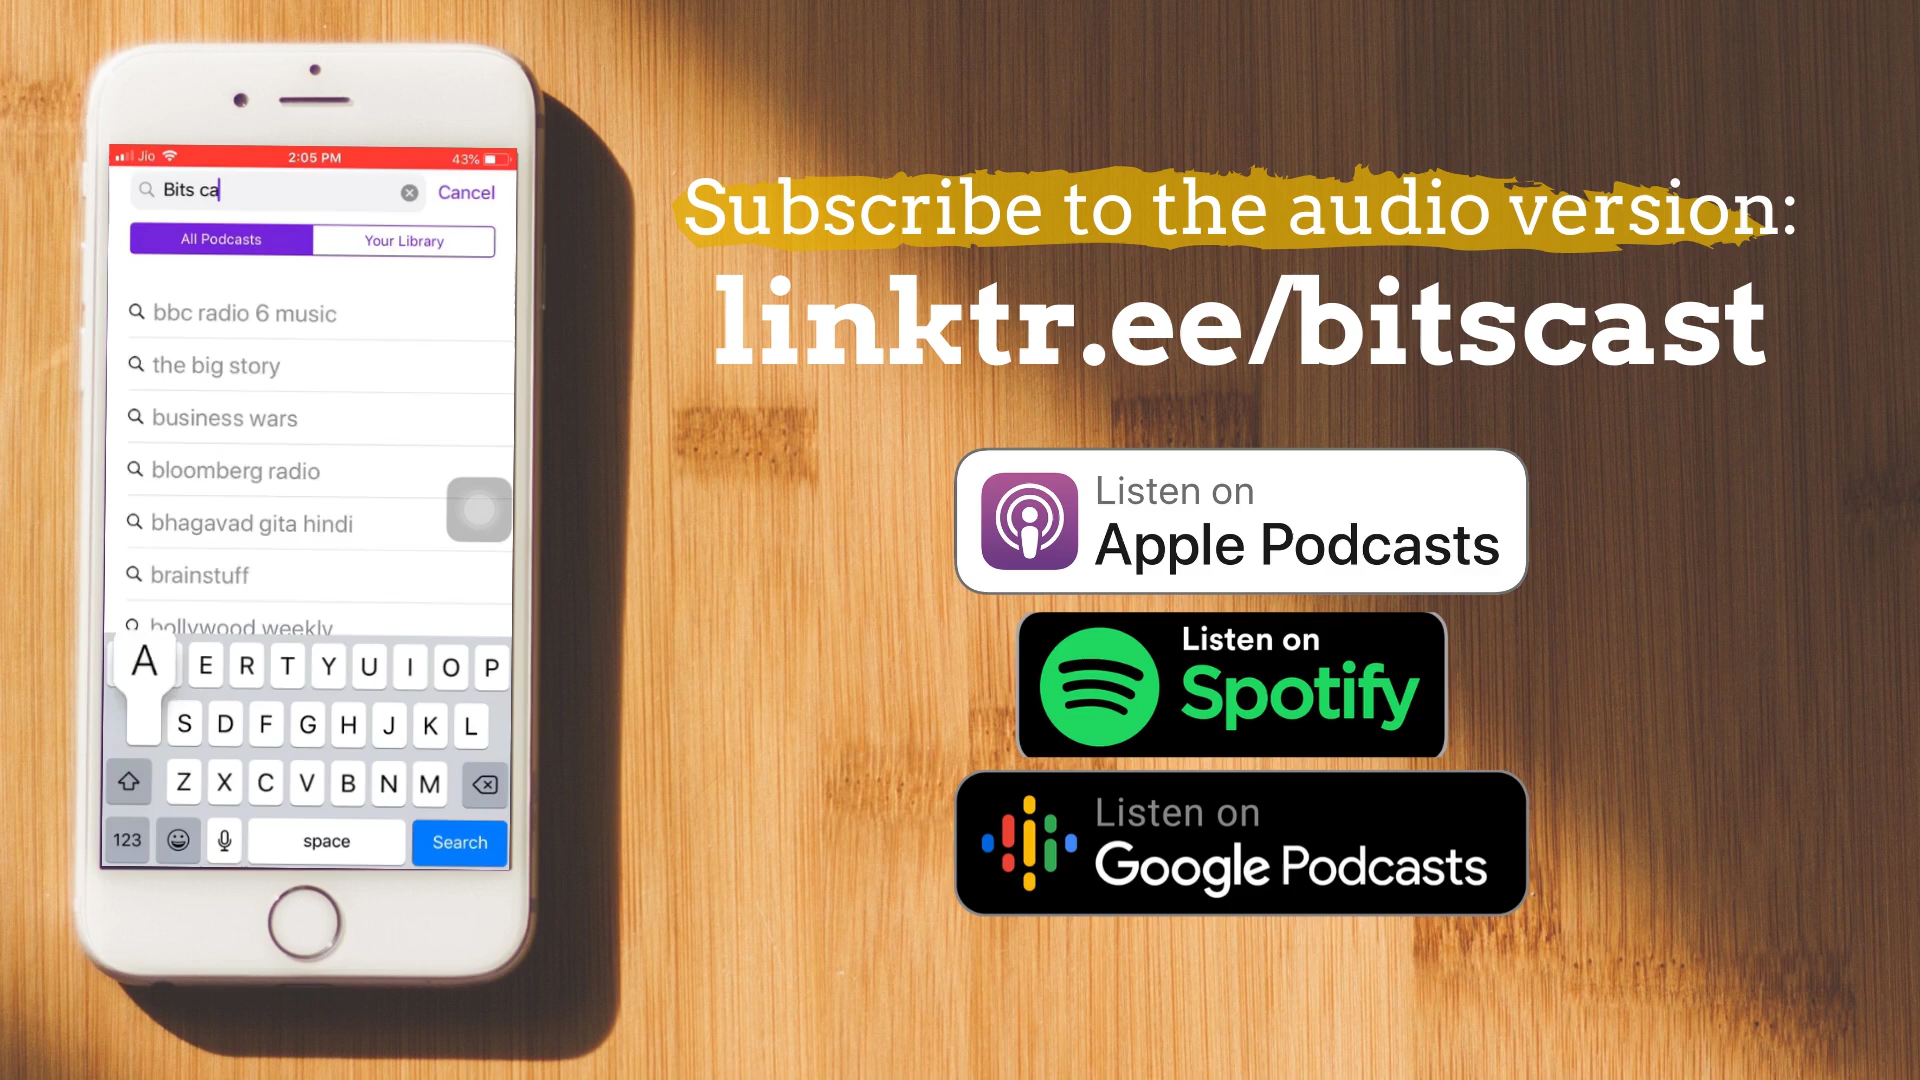 Jio 2:05 PM 43%
Bits ca Cancel
All Podcasts Your Library
bbc radio 6 music
the big story
business wars
bloomberg radio
bhagavad gita hindi
brainstuff
bollywood weekly
A E R T Y U I O P
S D F G H J K L
Z X C V B N M
123 space Search
Subscribe to the audio version:
linktr.ee/bitscast
Listen on
Apple Podcasts
Listen on
Spotify
Listen on
Google Podcasts